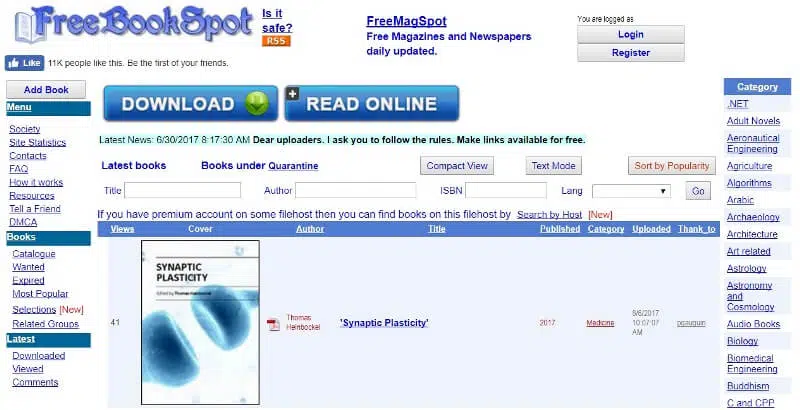 FreeBookSpot
Is it
safe?
RSS
FreeMagSpot
Free Magazines and Newspapers
daily updated.
You are logged as
Login
Register
Like
11K people like this. Be the first of your friends.
Add Book
Menu
Society
Site Statistics
Contacts
FAQ
How it works
Resources
Tell a Friend
DMCA
Books
Catalogue
Wanted
Expired
Most Popular
Selections [New]
Related Groups
Latest
Downloaded
Viewed
Comments
DOWNLOAD
READ ONLINE
Latest News: 6/30/2017 8:17:30 AM Dear uploaders. I ask you to follow the rules. Make links available for free.
Latest books Books under Quarantine
Compact View
Text Mode
Sort by Popularity
Title
Author
ISBN
Lang
Go
If you have premium account on some filehost then you can find books on this filehost by Search by Host [New]
Views Cover Author Title Published Category Uploaded Thank_to
SYNAPTIC
PLASTICITY
Edited by Thomas Heinbockel
41
Thomas
Heinbockel
'Synaptic Plasticity'
2017
Medicine
8/6/2017
10:07:07
AM
Category
.NET
Adult Novels
Aeronautical
Engineering
Agriculture
Algorithms
Arabic
Archaeology
Architecture
Art related
Astrology
Astronomy
and
Cosmology
Audio Books
Biology
Biomedical
Engineering
Buddhism
C and CPP